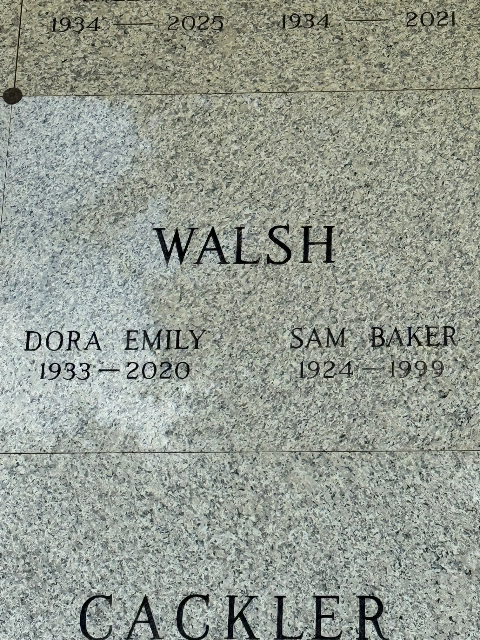 1934 — 2025 1934 — 2021
WALSH
DORA EMILY SAM BAKER
1933 — 2020 1924 — 1999
CACKLER